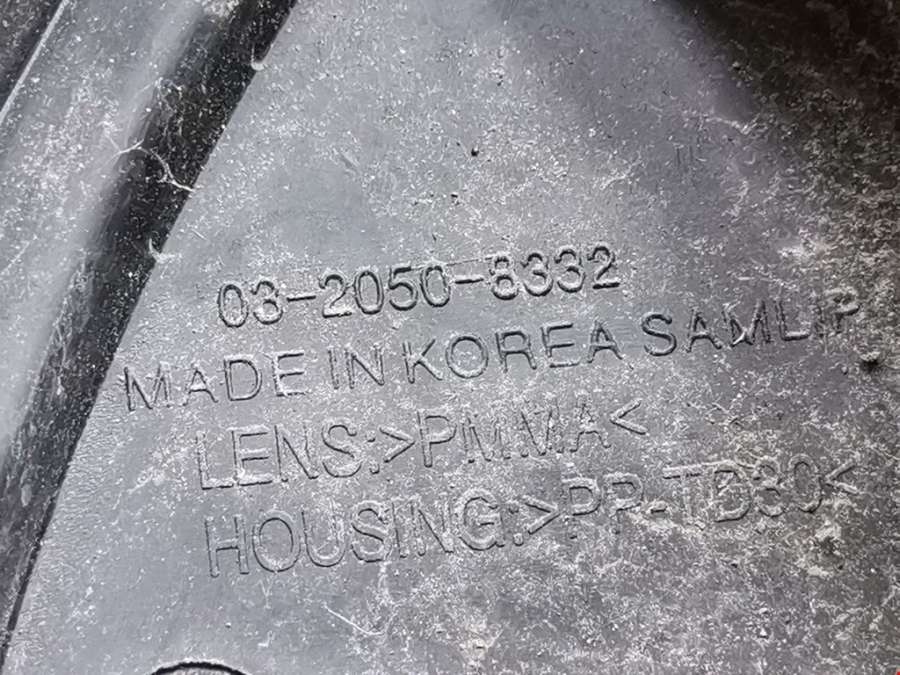 03-2050-8332
MADE IN KOREA SAMLIP
LENS:>PMMA<
HOUSING:>PP-TD30<